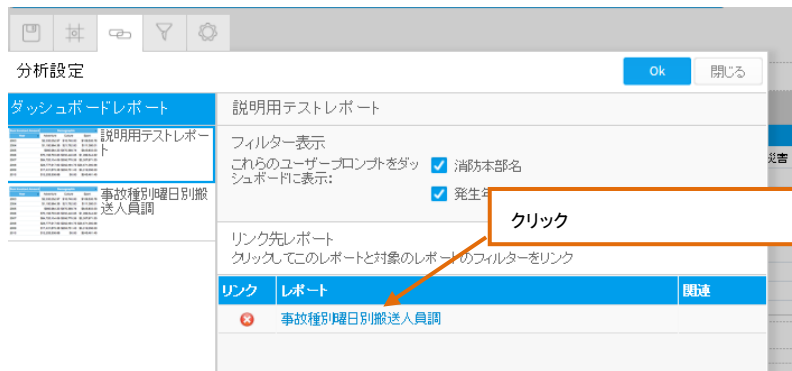 分析設定
Ok
閉じる
ダッシュボードレポート
説明用テストレポー
ト
事故種別曜日別搬
送人員調
説明用テストレポート
フィルター表示
これらのユーザープロンプトをダッ
シュボードに表示:
消防本部名
発生年
クリック
リンク先レポート
クリックしてこのレポートと対象のレポートのフィルターをリンク
リンク
レポート
関連
事故種別曜日別搬送人員調
災害